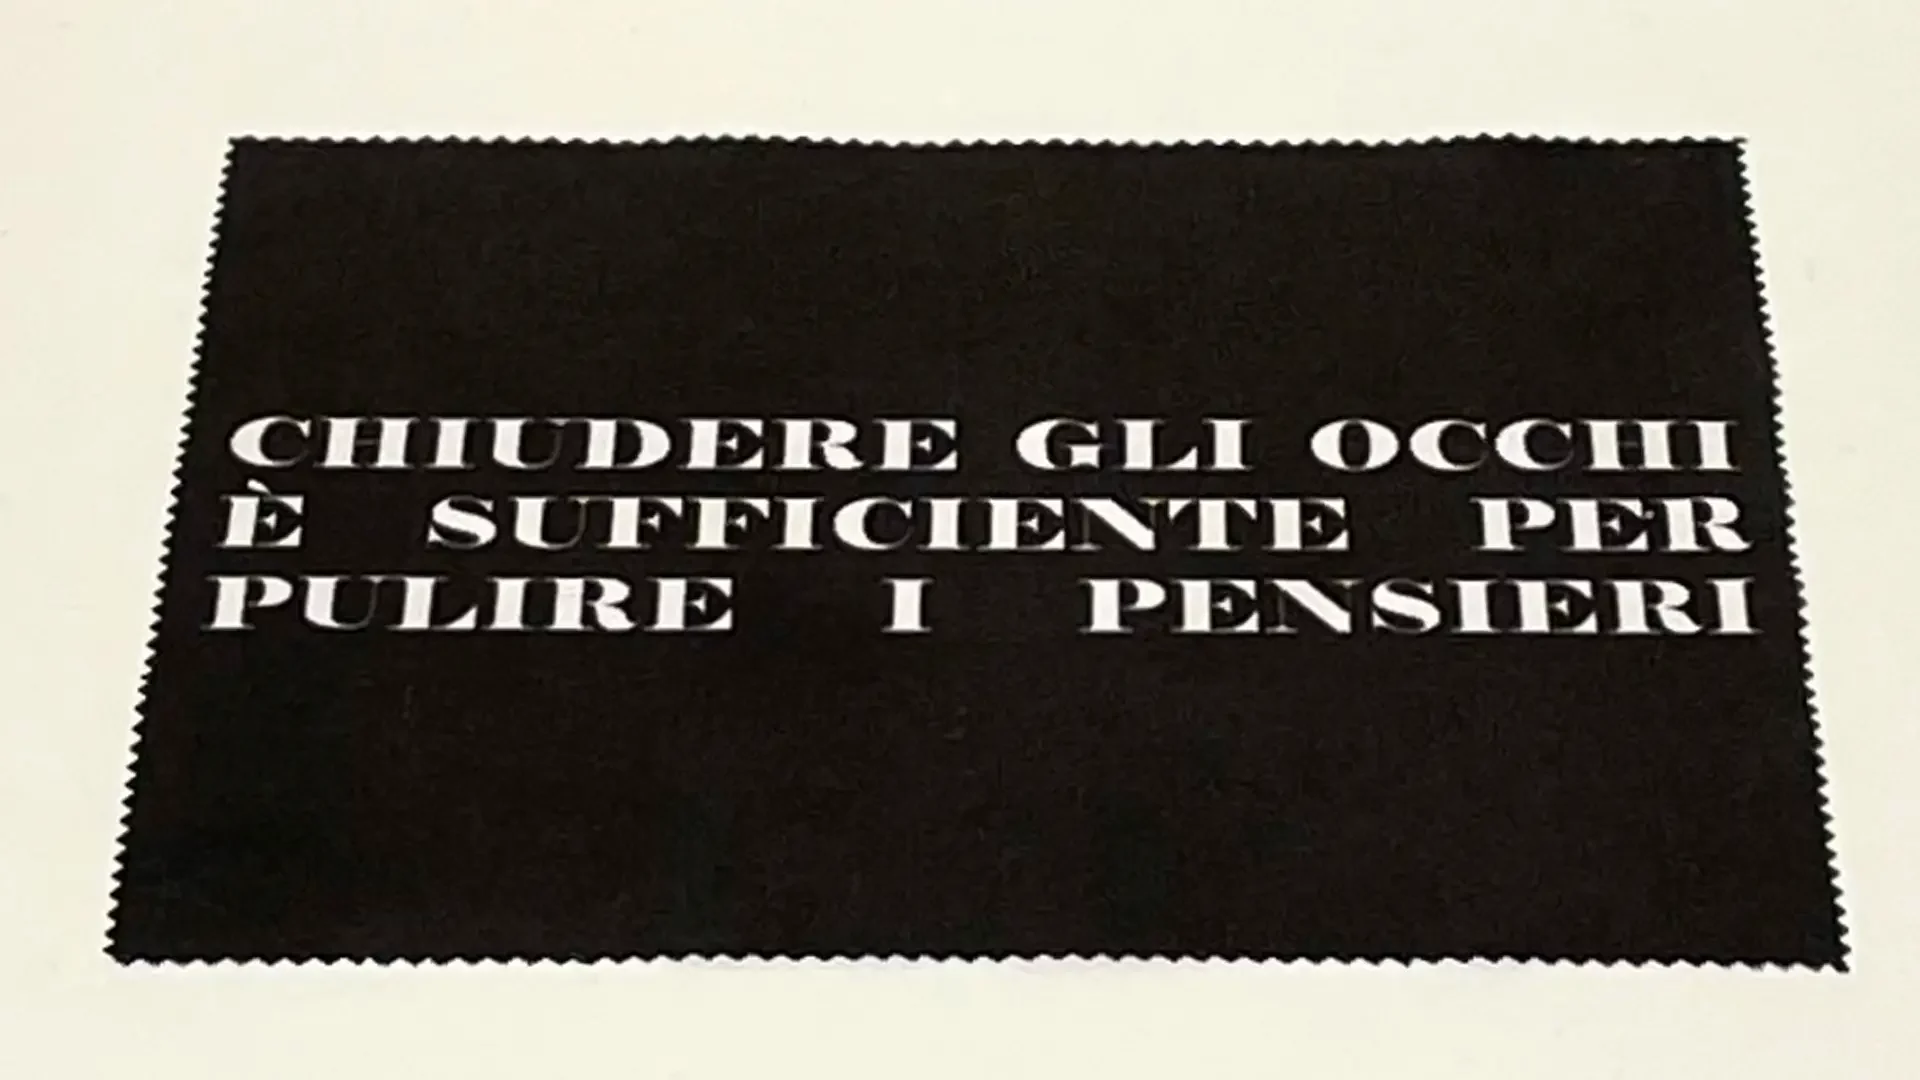 CHIUDERE GLI OCCHI
È SUFFICIENTE PER
PULIRE I PENSIERI